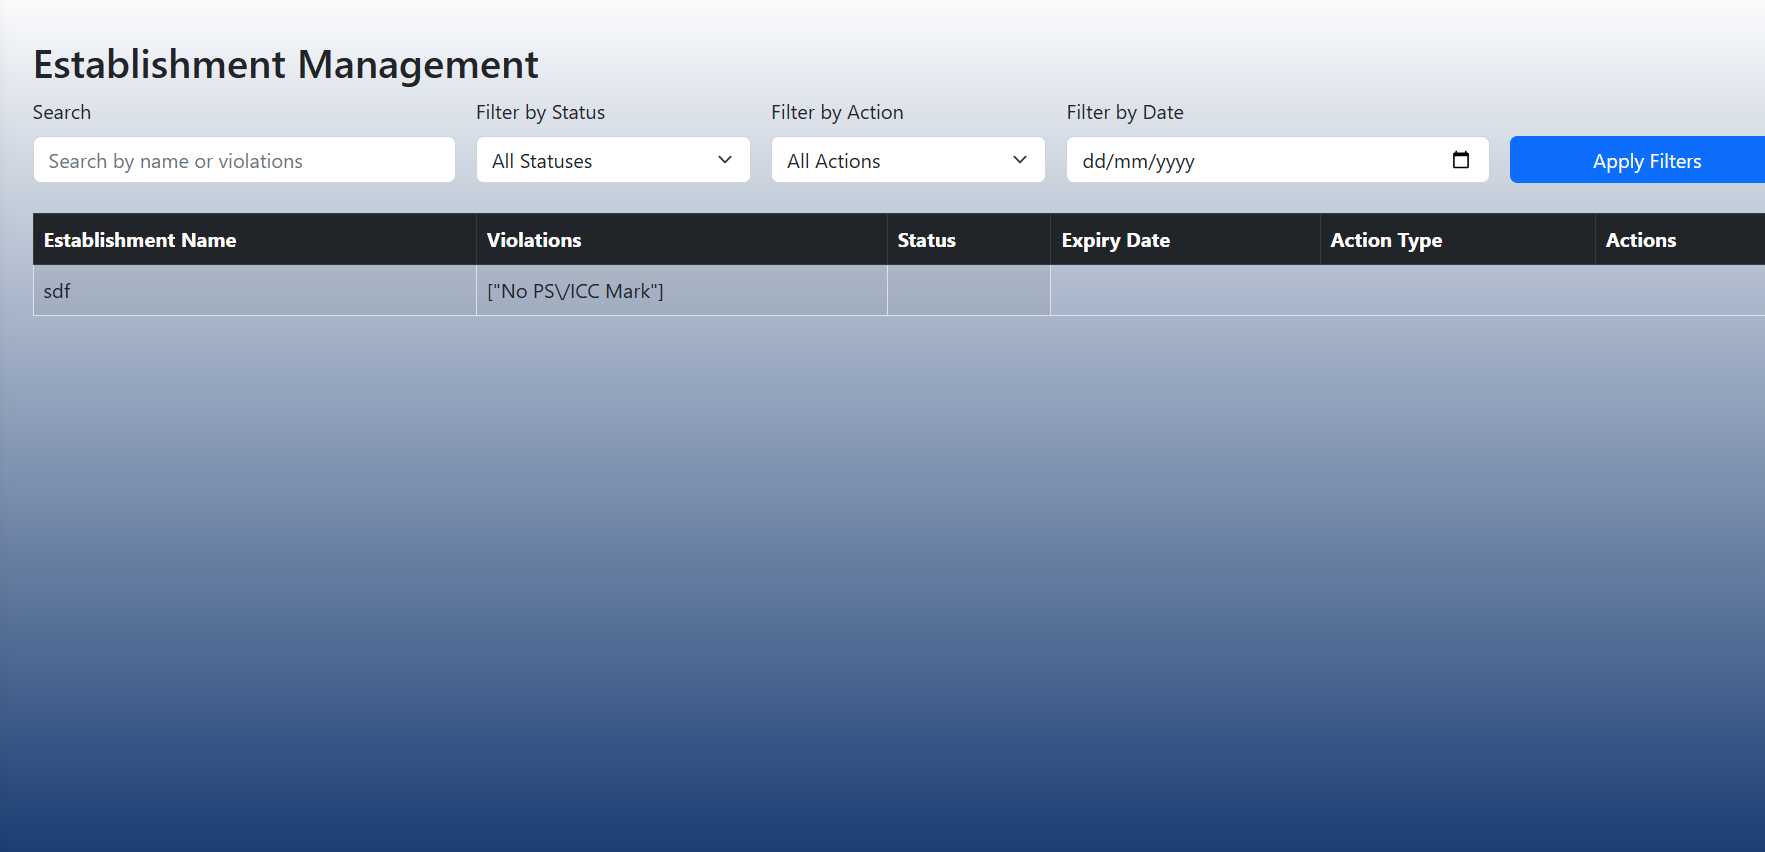 Establishment Management
Search
Filter by Status
Filter by Action
Filter by Date
Search by name or violations
All Statuses
All Actions
dd/mm/yyyy
Apply Filters
Establishment Name
Violations
Status
Expiry Date
Action Type
Actions
sdf
["No PS\/ICC Mark"]